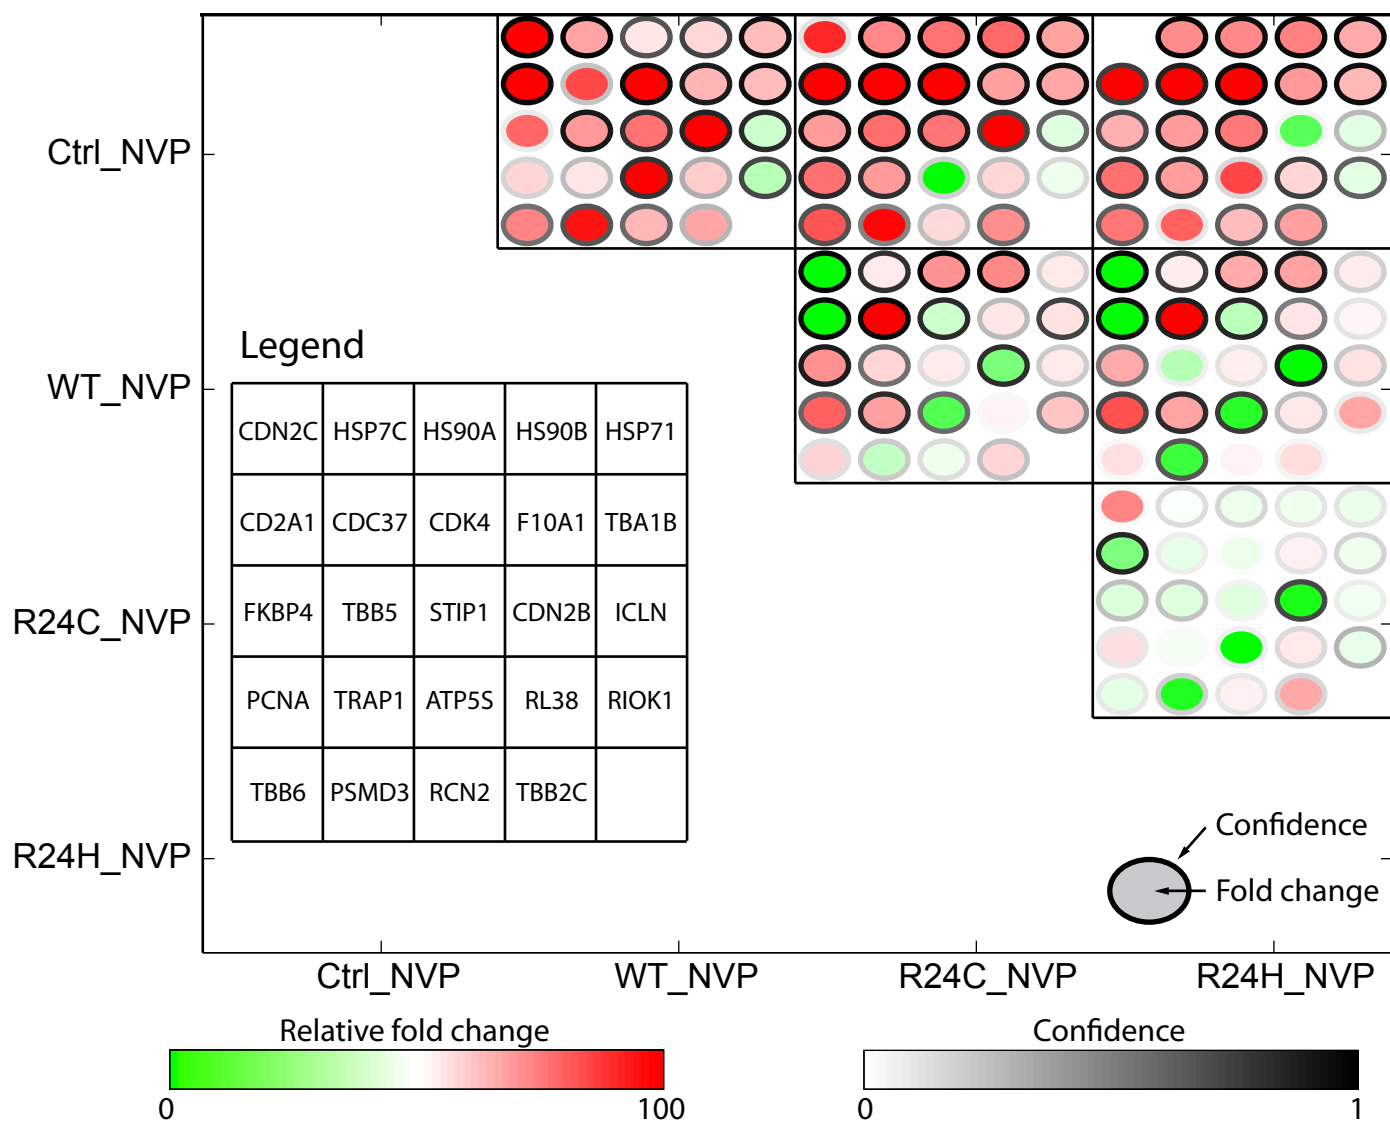 Ctrl_NVP
WT_NVP
R24C_NVP
R24H_NVP
Legend
CDN2C HSP7C HS90A HS90B HSP71
CD2A1 CDC37 CDK4 F10A1 TBA1B
FKBP4 TBB5 STIP1 CDN2B ICLN
PCNA TRAP1 ATP5S RL38 RIOK1
TBB6 PSMD3 RCN2 TBB2C
Confidence
Fold change
Ctrl_NVP WT_NVP R24C_NVP R24H_NVP
Relative fold change Confidence
0 100 0 1